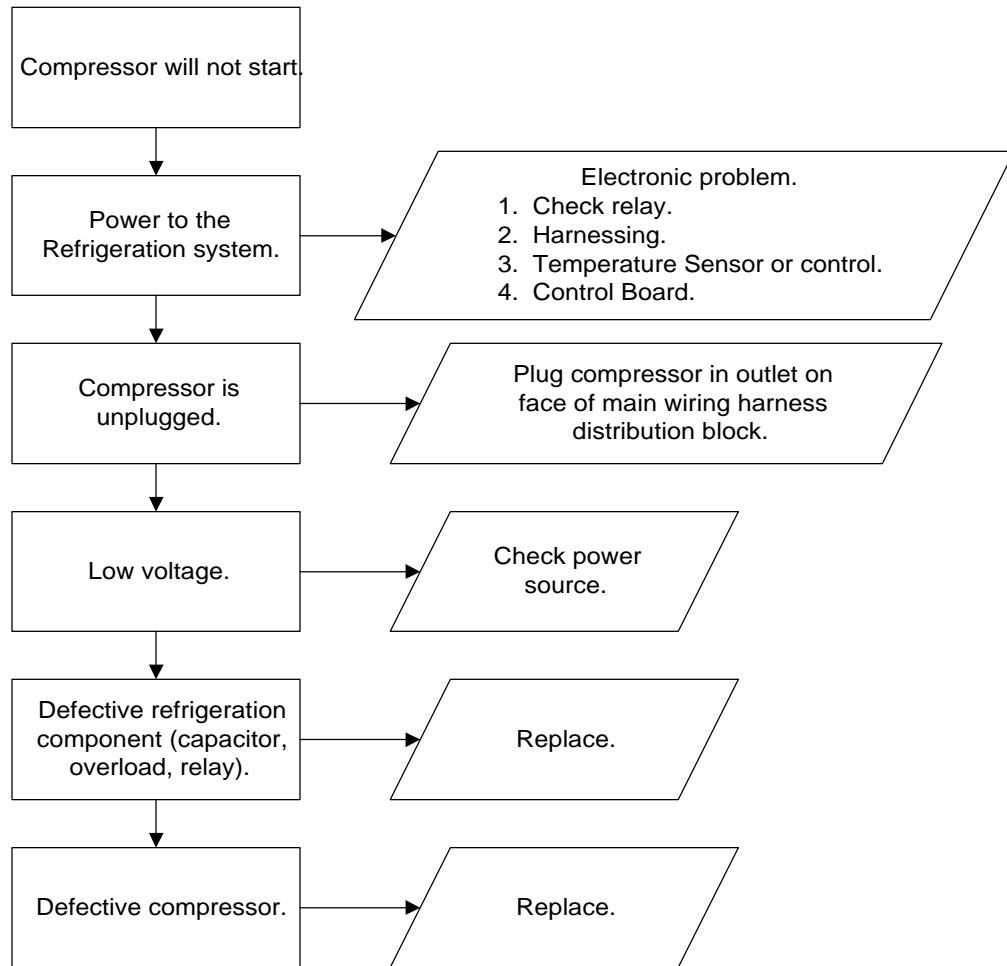 Compressor will not start.
Power to the
Refrigeration system.
Electronic problem.
1. Check relay.
2. Harnessing.
3. Temperature Sensor or control.
4. Control Board.
Compressor is
unplugged.
Plug compressor in outlet on
face of main wiring harness
distribution block.
Low voltage.
Check power
source.
Defective refrigeration
component (capacitor,
overload, relay).
Replace.
Defective compressor.
Replace.